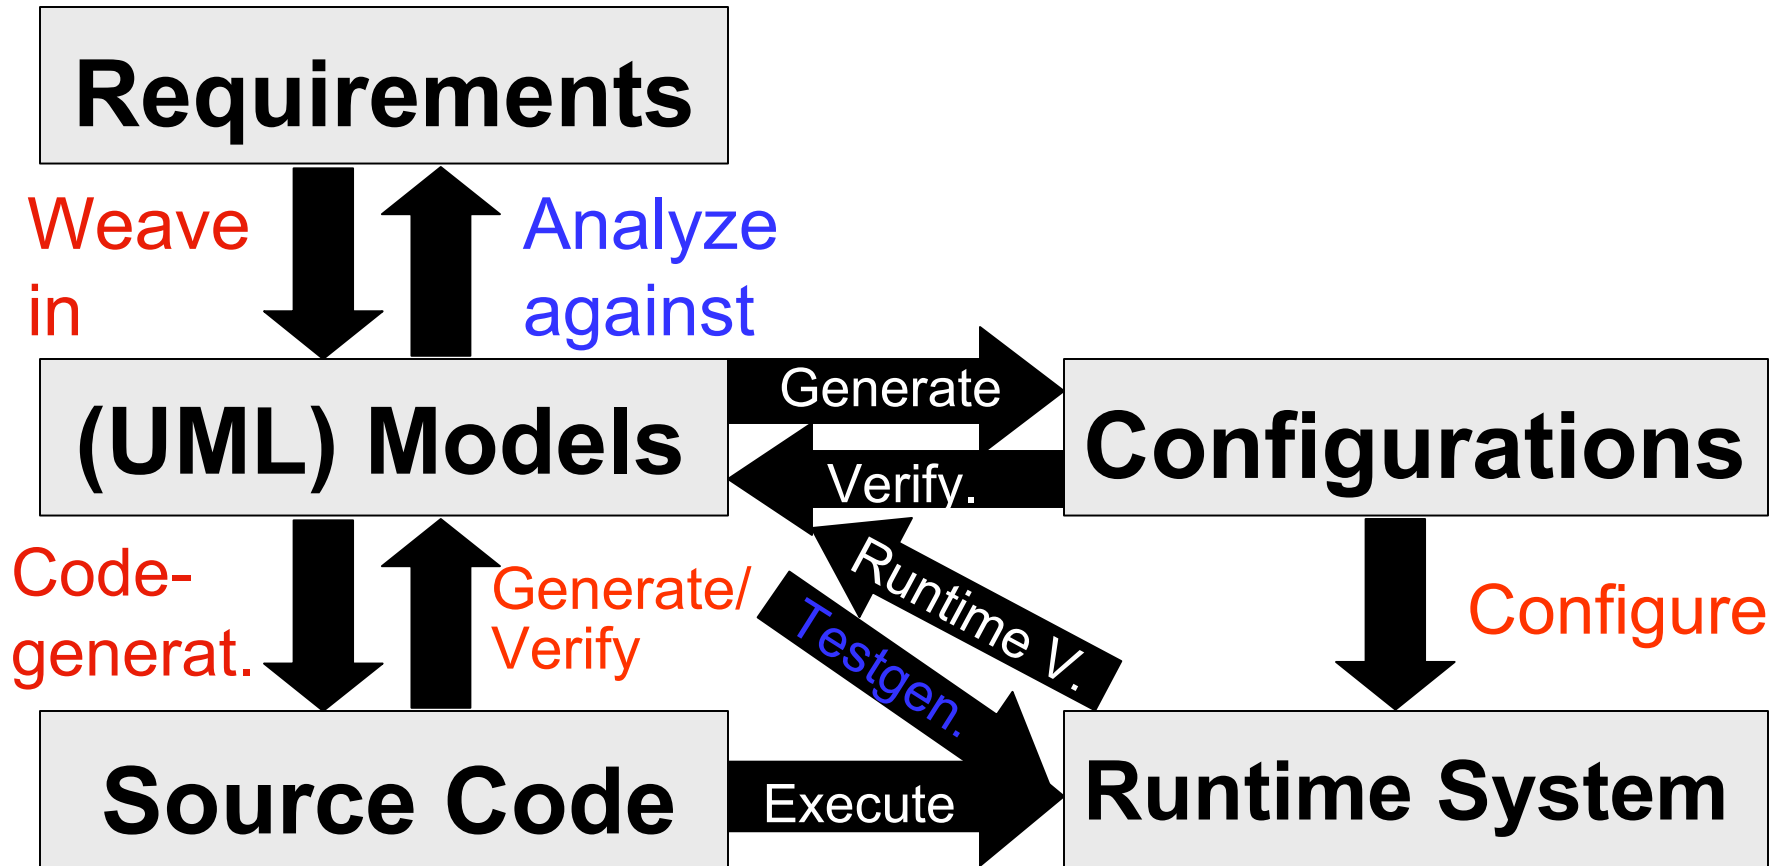 Requirements
Weave
in
Analyze
against
(UML) Models
Generate
Verify.
Configurations
Code-
generat.
Generate/
Verify
Runtime V.
Testgen.
Configure
Source Code
Execute
Runtime System